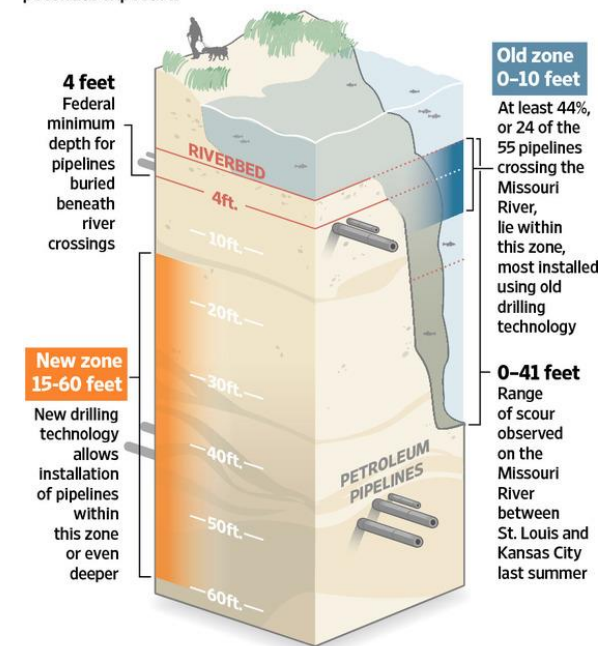 4 feet
Federal
minimum
depth for
pipelines
buried
beneath
river
crossings
New zone
15-60 feet
New drilling
technology
allows
installation
of pipelines
within
this zone
or even
deeper
RIVERBED
4ft.
10ft.
20ft.
30ft.
40ft.
50ft.
60ft.
PETROLEUM
PIPELINES
Old zone
0–10 feet
At least 44%,
or 24 of the
55 pipelines
crossing the
Missouri
River,
lie within
this zone,
most installed
using old
drilling
technology
0–41 feet
Range
of scour
observed
on the
Missouri
River
between
St. Louis and
Kansas City
last summer